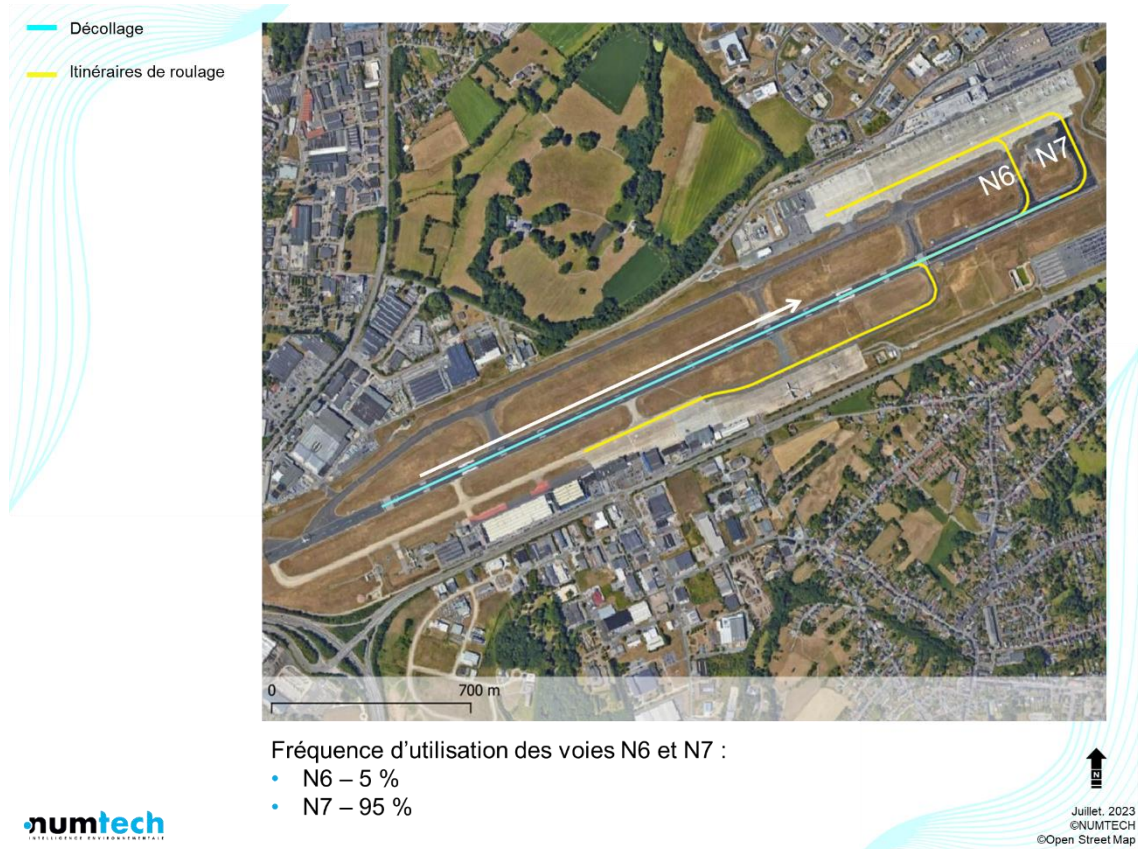 Décollage
Itinéraires de roulage
N6
N7
0 700 m
Fréquence d’utilisation des voies N6 et N7 :
• N6 – 5 %
• N7 – 95 %
N
numtech
INTELLIGENCE ENVIRONNEMENTALE
Juillet. 2023
©NUMTECH
©Open Street Map